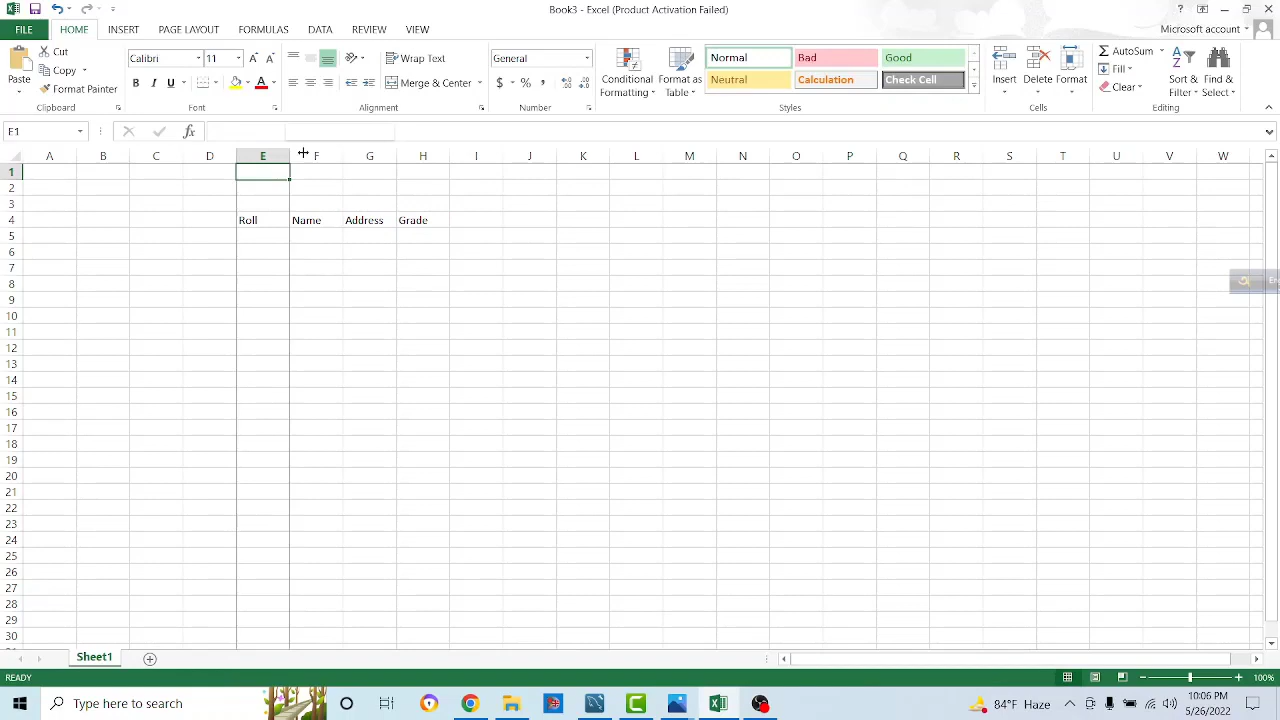 Book3 - Excel (Product Activation Failed)
FILE HOME INSERT PAGE LAYOUT FORMULAS DATA REVIEW VIEW Microsoft account
Paste
Cut
Copy
Format Painter
Clipboard
Calibri 11
B I U
Font
Wrap Text
Merge & Center
Alignment
General
$ % ,
Number
Conditional Formatting
Format as Table
Normal Bad Good
Neutral Calculation Check Cell
Styles
Insert Delete Format
Cells
AutoSum
Fill
Clear
Sort & Filter
Find & Select
Editing
E1 fx
A B C D E F G H I J K L M N O P Q R S T U V W
1
2
3
4 Roll Name Address Grade
5
6
7
8
9
10
11
12
13
14
15
16
17
18
19
20
21
22
23
24
25
26
27
28
29
30
Sheet1
READY 100%
Type here to search
84°F Haze
10:06 PM
5/26/2022